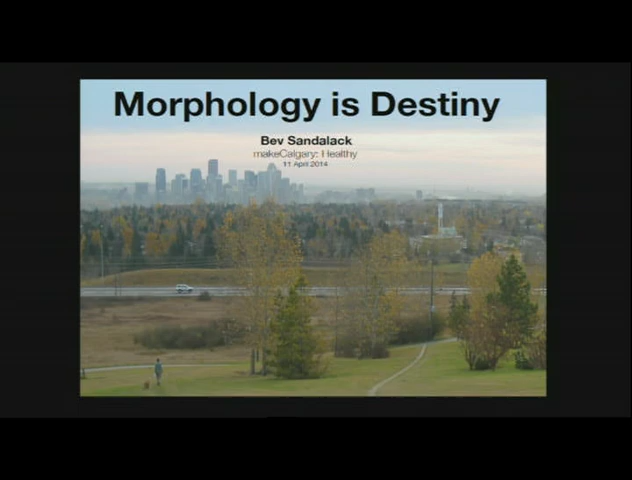 Morphology is Destiny
Bev Sandalack
makeCalgary: Healthy
11 April 2014